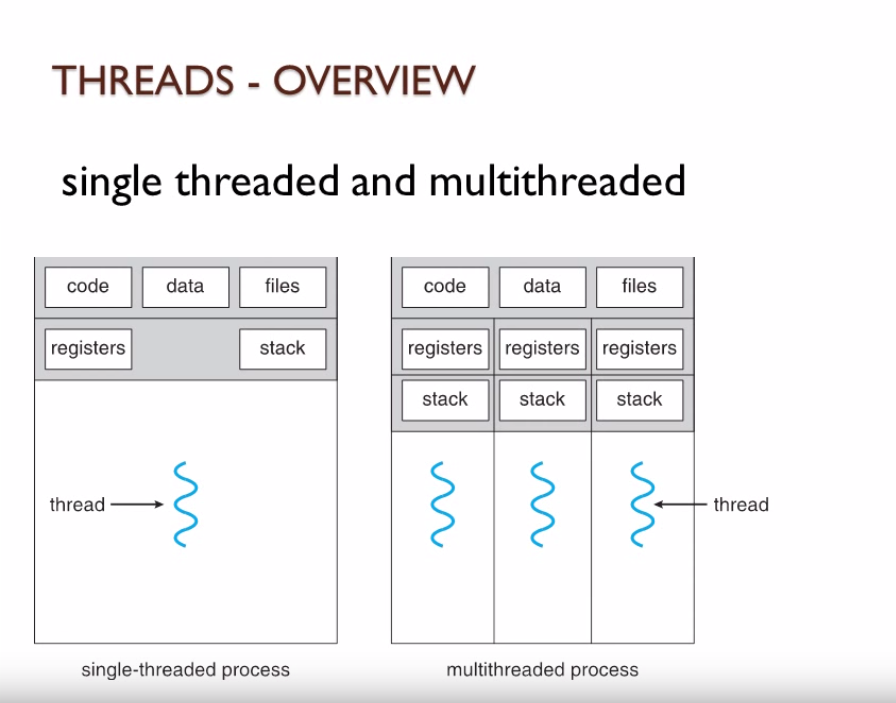 THREADS - OVERVIEW
single threaded and multithreaded
code data files
registers stack
thread
single-threaded process
code data files
registers registers registers
stack stack stack
thread
multithreaded process